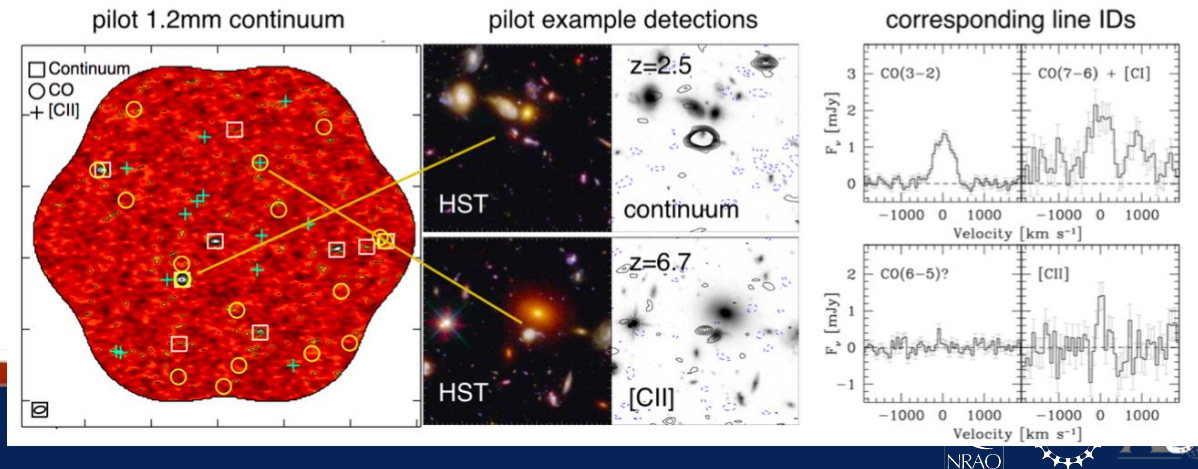 pilot 1.2mm continuum
pilot example detections
corresponding line IDs
Continuum
CO
[CII]
z=2.5
HST
continuum
z=6.7
HST
[CII]
CO(3−2)
CO(7−6) + [CI]
Fν [mJy]
3
2
1
0
−1000 0 1000
−1000 0 1000
Velocity [km s⁻¹]
CO(6−5)?
[CII]
Fν [mJy]
2
1
0
−1
−1000 0 1000
−1000 0 1000
Velocity [km s⁻¹]
NRAO